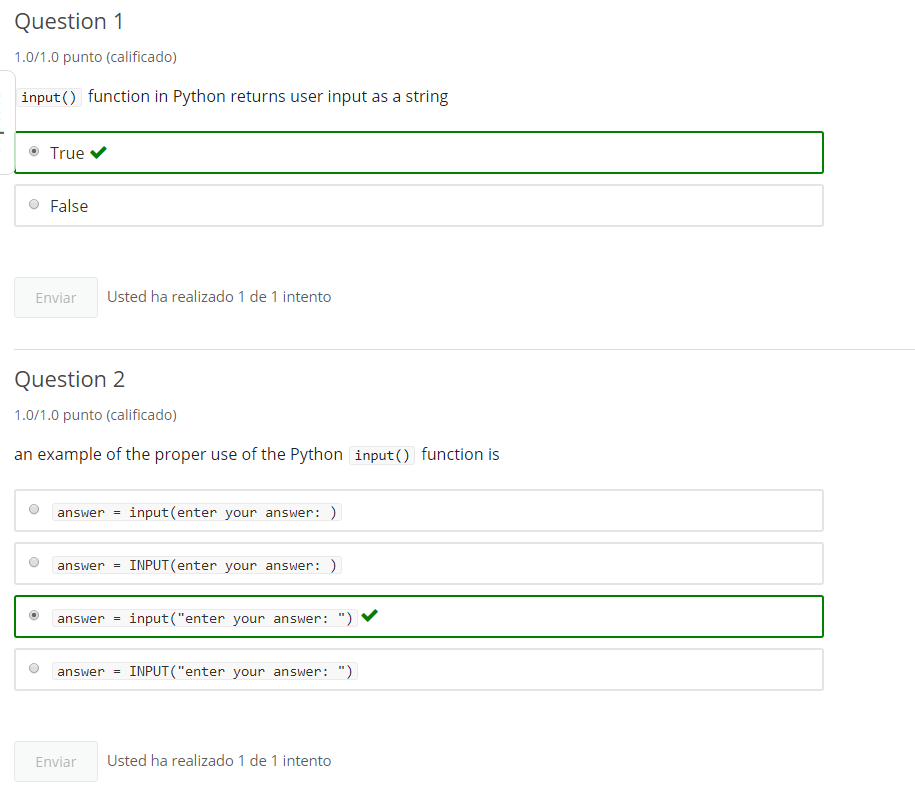 Question 1
1.0/1.0 punto (calificado)
input() function in Python returns user input as a string
True
False
Enviar Usted ha realizado 1 de 1 intento
Question 2
1.0/1.0 punto (calificado)
an example of the proper use of the Python input() function is
answer = input(enter your answer: )
answer = INPUT(enter your answer: )
answer = input("enter your answer: ")
answer = INPUT("enter your answer: ")
Enviar Usted ha realizado 1 de 1 intento